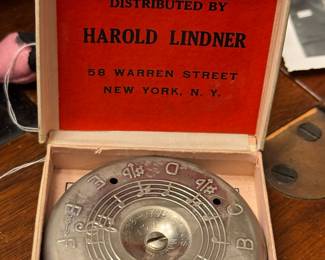 DISTRIBUTED BY
HAROLD LINDNER
58 WARREN STREET
NEW YORK, N. Y.
E
D
C
B
F